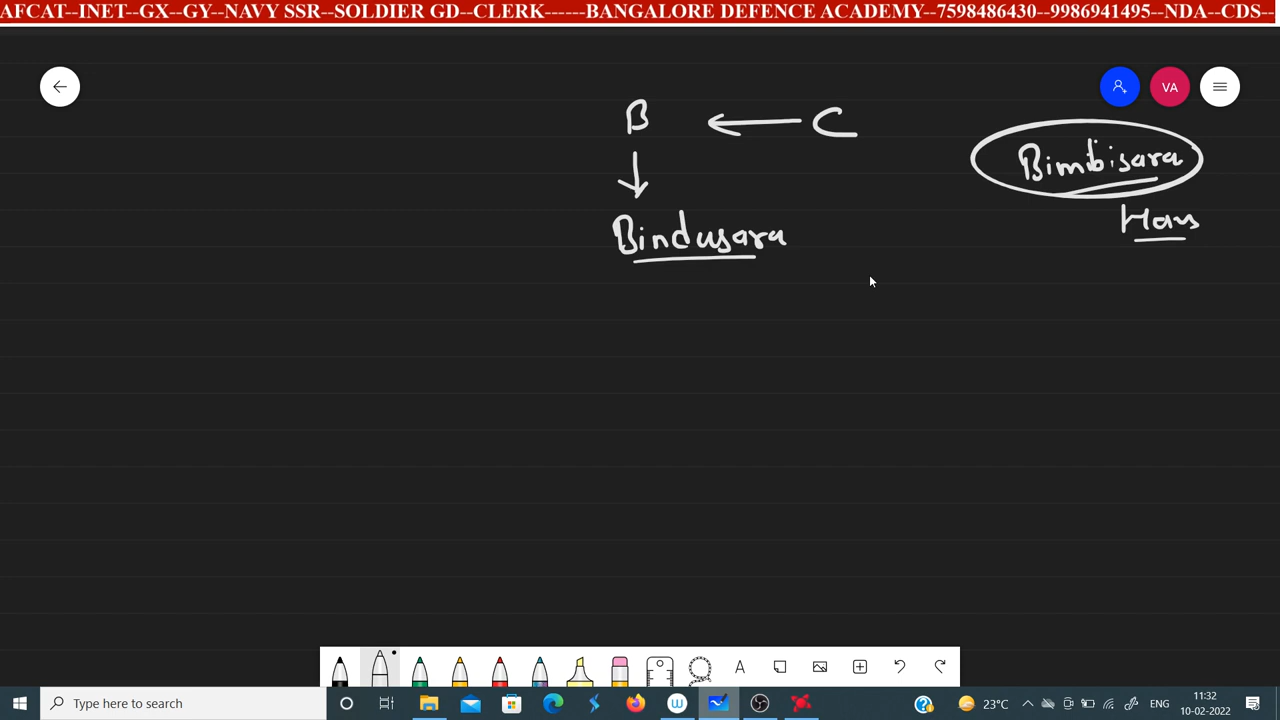 AFCAT--INET--GX--GY--NAVY SSR--SOLDIER GD--CLERK------BANGALORE DEFENCE ACADEMY--7598486430--9986941495--NDA--CDS--
VA
B ← C
Bimbisara
↓
Bindusara
Type here to search
23°C
ENG
11:32
10-02-2022